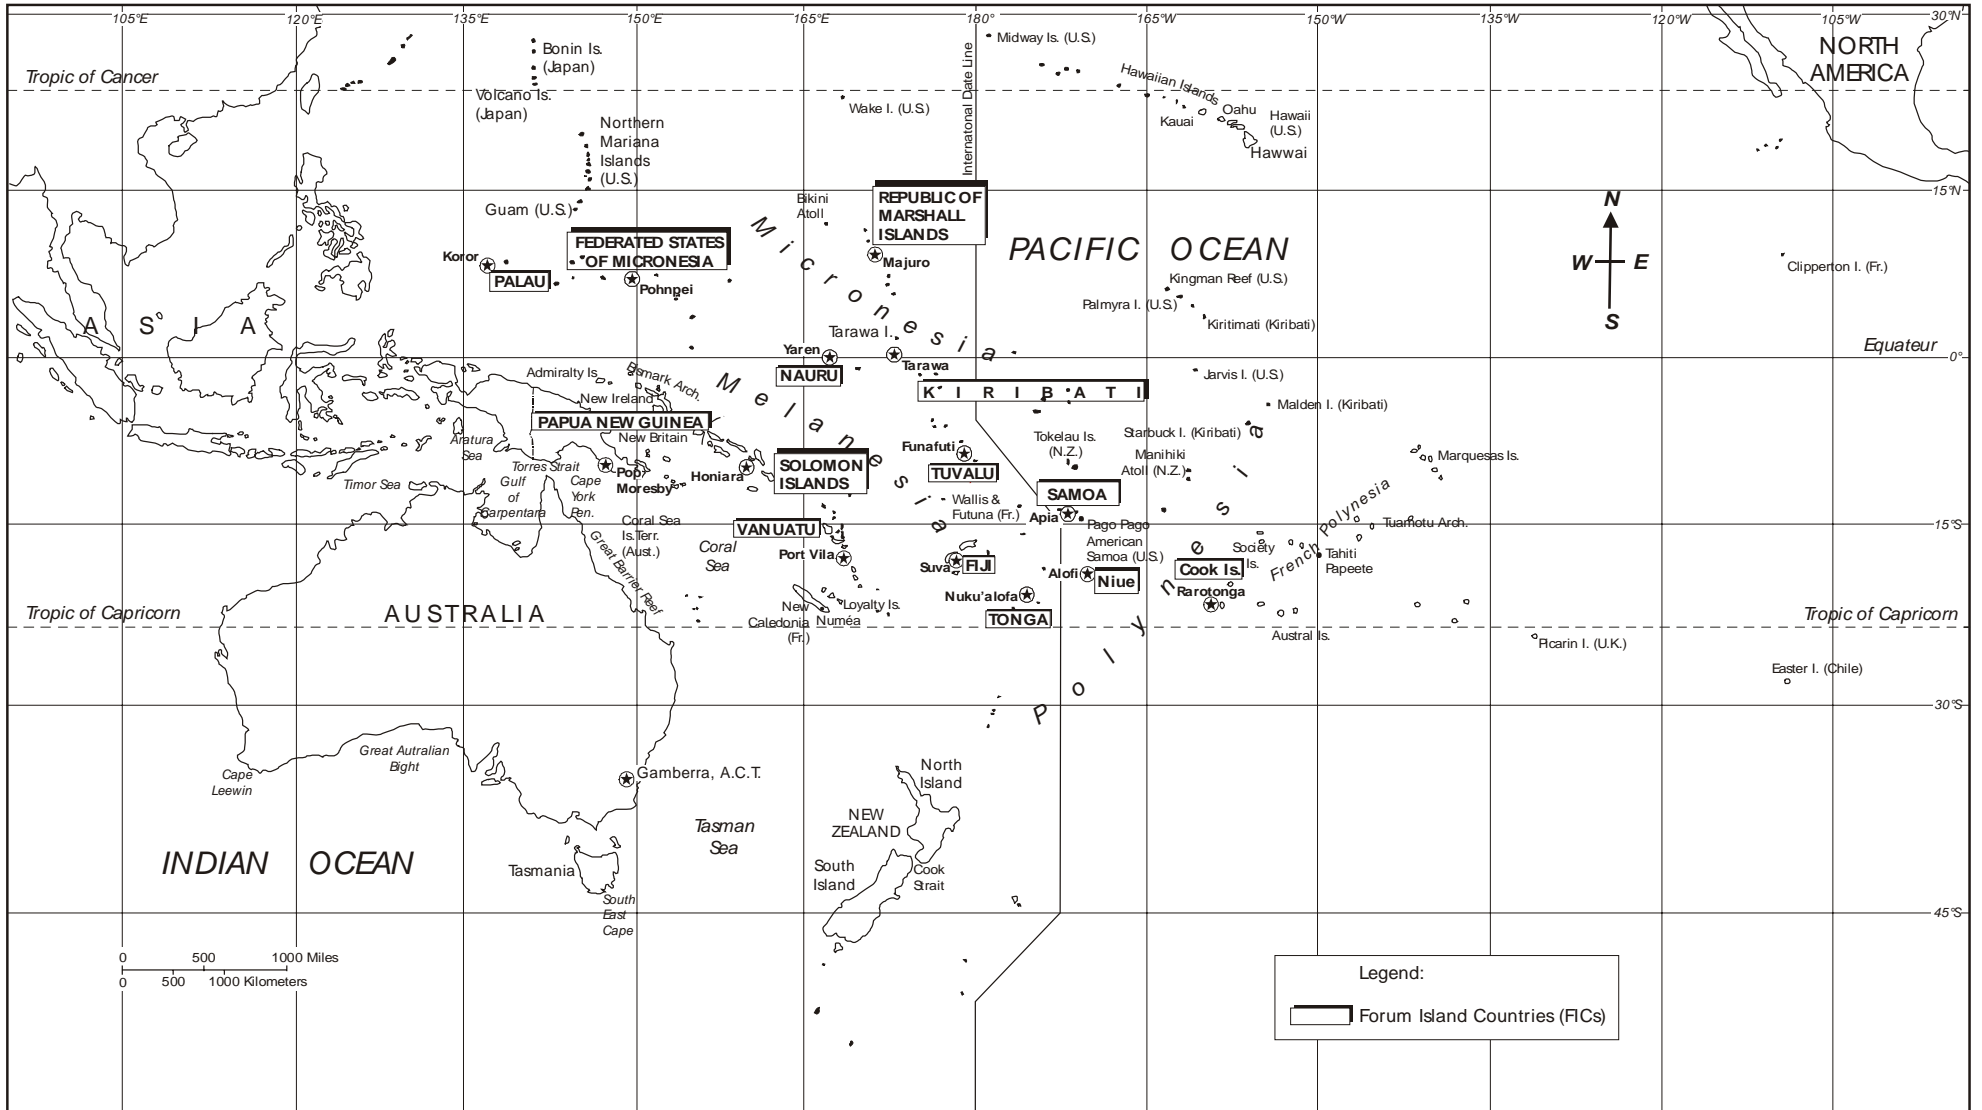 105°E
120°E
135°E
150°E
165°E
180°
165°W
150°W
135°W
120°W
105°W
30°N
Bonin Is.
(Japan)
Midway Is. (U.S.)
NORTH
AMERICA
Tropic of Cancer
International Date Line
Hawaiian Islands
Volcano Is.
(Japan)
Wake I. (U.S.)
Kauai
Oahu
Hawaii
(U.S.)
Hawwai
Northern
Mariana
Islands
(U.S.)
15°N
Guam (U.S.)
Bikini
Atoll
REPUBLIC OF
MARSHALL
ISLANDS
N
W
E
S
Micronesia
PACIFIC OCEAN
FEDERATED STATES
OF MICRONESIA
Koror
PALAU
Pohnpei
Majuro
Kingman Reef (U.S.)
Clipperton I. (Fr.)
Palmyra I. (U.S.)
Kiritimati (Kiribati)
ASIA
Tarawa I.
Yaren
NAURU
Tarawa
Equateur
0°
Admiralty Is.
Bismark Arch.
New Ireland
Melanesia
KIRIBATI
Jarvis I. (U.S.)
Malden I. (Kiribati)
PAPUA NEW GUINEA
New Britain
Aratura
Sea
Torres Strait
Timor Sea
Gulf
of
Carpentara
Cape
York
Pen.
Pop,
Moresby
Honiara
SOLOMON
ISLANDS
Funafuti
TUVALU
Tokelau Is.
(N.Z.)
Starbuck I. (Kiribati)
Manihiki
Atoll (N.Z.)
Marquesas Is.
SAMOA
Wallis &
Futuna (Fr.)
Apia
Pago Pago
American
Samoa (U.S.)
15°S
Coral Sea
Is.Terr.
(Aust.)
VANUATU
Port Vila
Coral
Sea
Great Barrier Reef
Suva
FIJI
Alofi
Niue
Polynesia
Society
Is.
French Polynesia
Tuamotu Arch.
Tahiti
Papeete
Cook Is.
Rarotonga
Nuku'alofa
TONGA
New
Caledonia
(Fr.)
Loyalty Is.
Numéa
Tropic of Capricorn
AUSTRALIA
Tropic of Capricorn
Austral Is.
Picarin I. (U.K.)
Easter I. (Chile)
30°S
Great Autralian
Bight
Cape
Leewin
Gamberra, A.C.T.
North
Island
NEW
ZEALAND
Tasman
Sea
INDIAN OCEAN
Tasmania
South
Island
Cook
Strait
South
East
Cape
45°S
0 500 1000 Miles
0 500 1000 Kilometers
Legend:
Forum Island Countries (FICs)